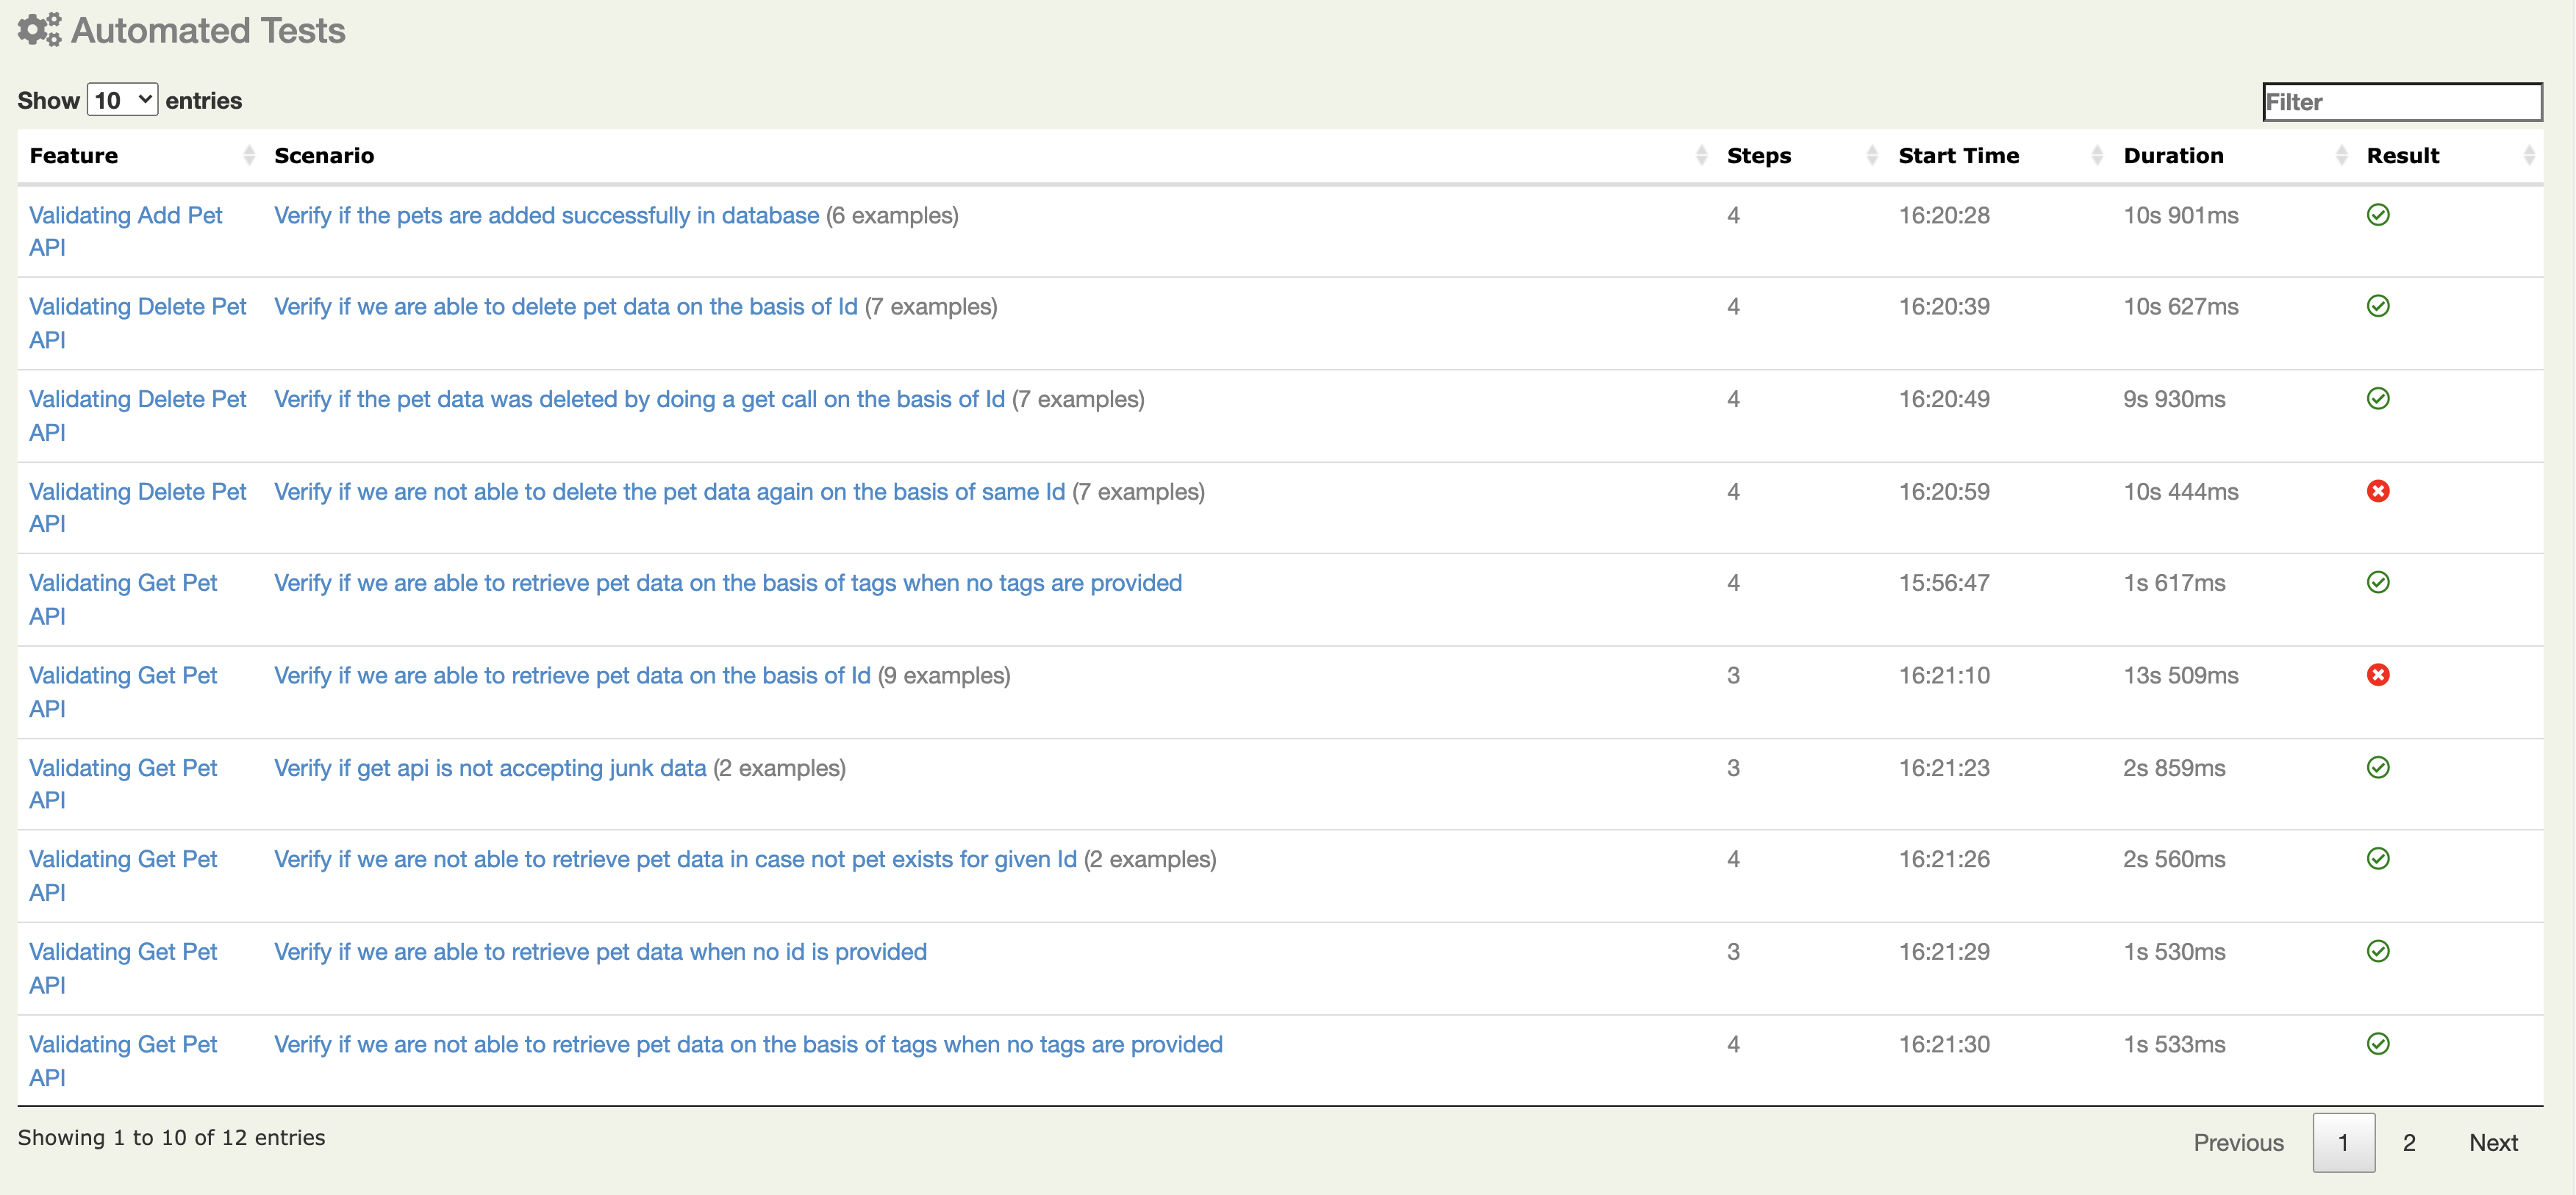 Automated Tests
Show 10 entries
Filter
Feature Scenario Steps Start Time Duration Result
Validating Add Pet API Verify if the pets are added successfully in database (6 examples) 4 16:20:28 10s 901ms
Validating Delete Pet API Verify if we are able to delete pet data on the basis of Id (7 examples) 4 16:20:39 10s 627ms
Validating Delete Pet API Verify if the pet data was deleted by doing a get call on the basis of Id (7 examples) 4 16:20:49 9s 930ms
Validating Delete Pet API Verify if we are not able to delete the pet data again on the basis of same Id (7 examples) 4 16:20:59 10s 444ms
Validating Get Pet API Verify if we are able to retrieve pet data on the basis of tags when no tags are provided 4 15:56:47 1s 617ms
Validating Get Pet API Verify if we are able to retrieve pet data on the basis of Id (9 examples) 3 16:21:10 13s 509ms
Validating Get Pet API Verify if get api is not accepting junk data (2 examples) 3 16:21:23 2s 859ms
Validating Get Pet API Verify if we are not able to retrieve pet data in case not pet exists for given Id (2 examples) 4 16:21:26 2s 560ms
Validating Get Pet API Verify if we are able to retrieve pet data when no id is provided 3 16:21:29 1s 530ms
Validating Get Pet API Verify if we are not able to retrieve pet data on the basis of tags when no tags are provided 4 16:21:30 1s 533ms
Showing 1 to 10 of 12 entries
Previous 1 2 Next